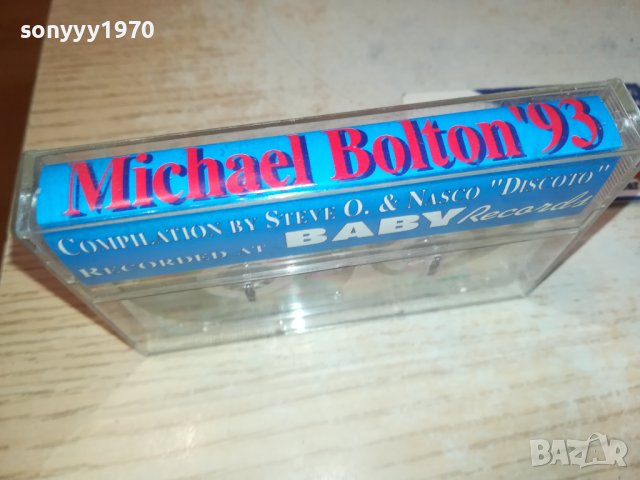 sonyyy1970
Michael Bolton '93
COMPILATION BY STEVE O. & NASCO "DISCOTO"
RECORDED AT BABY Records
BAZAR